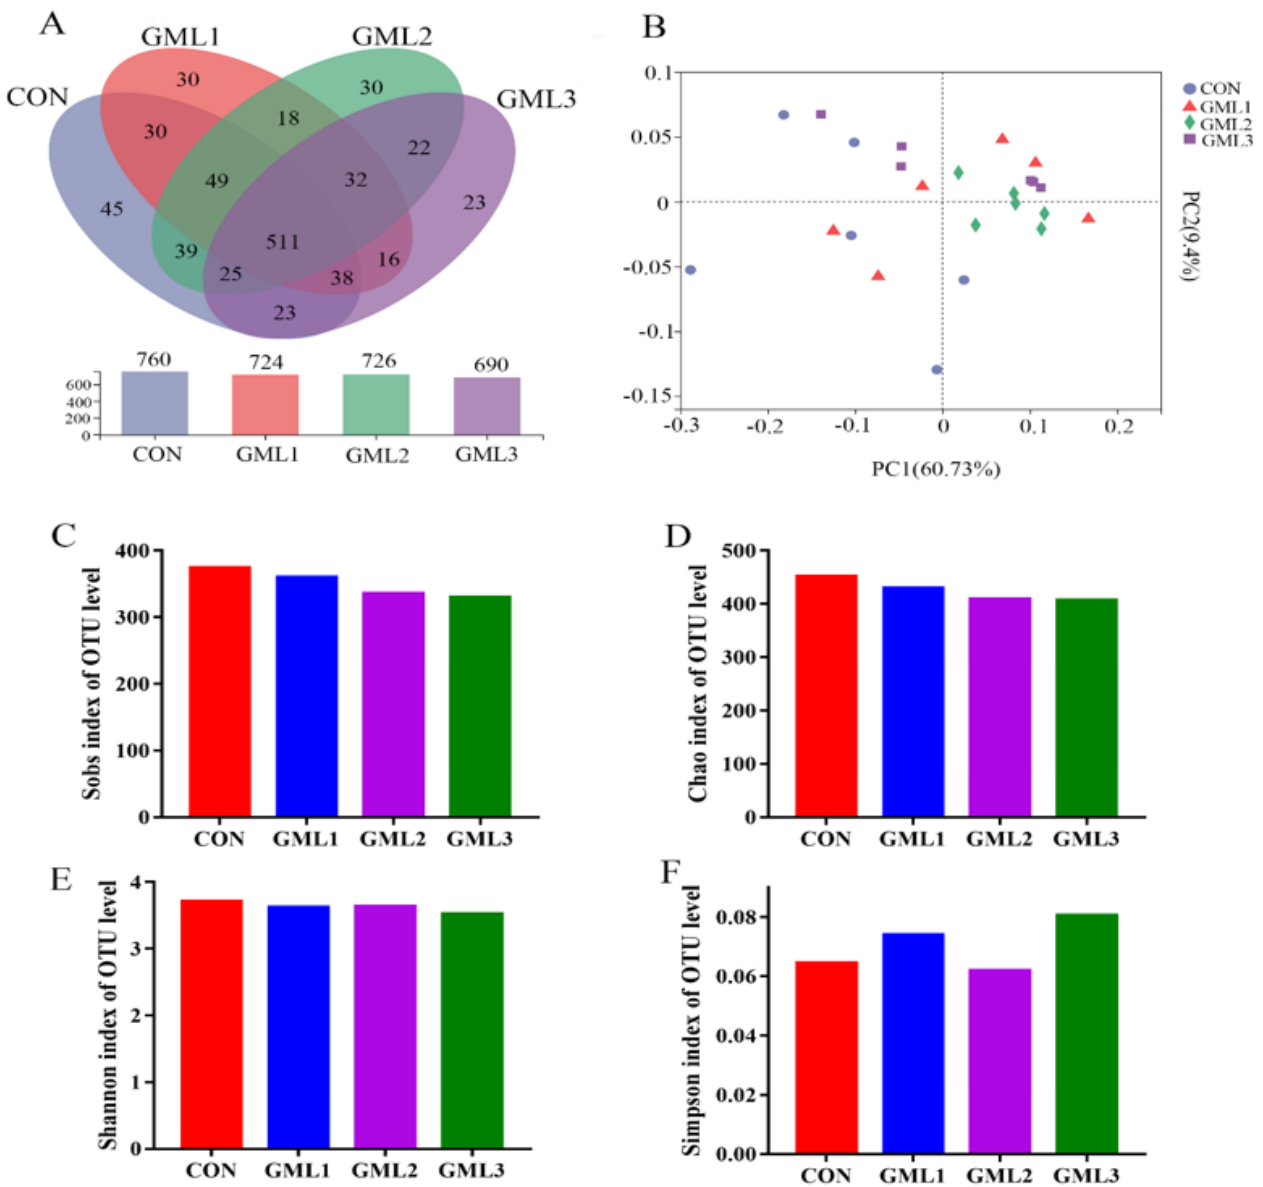 A
GML1
GML2
CON
GML3
30
30
18
30
22
49
32
45
23
39
511
25
38
16
23
760
724
726
690
600
400
200
0
CON
GML1
GML2
GML3
B
0.1
0.05
0
-0.05
-0.1
-0.15
-0.3
-0.2
-0.1
0
0.1
0.2
PC1(60.73%)
PC2(9.4%)
CON
GML1
GML2
GML3
C
Sobs index of OTU level
400
300
200
100
0
CON
GML1
GML2
GML3
D
Chao index of OTU level
500
400
300
200
100
0
CON
GML1
GML2
GML3
E
Shannon index of OTU level
4
3
2
1
0
CON
GML1
GML2
GML3
F
Simpson index of OTU level
0.08
0.06
0.04
0.02
0.00
CON
GML1
GML2
GML3